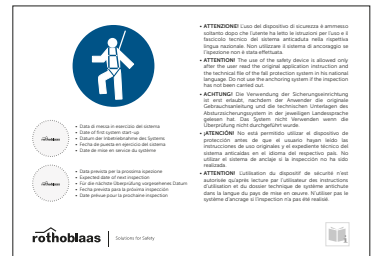 • ATTENZIONE! L'uso del dispositivo di sicurezza è ammesso
soltanto dopo che l'utente ha letto le istruzioni per l'uso e il
fascicolo tecnico del sistema anticaduta nella rispettiva
lingua nazionale. Non utilizzare il sistema di ancoraggio se
l'ispezione non è stata effettuata.
• ATTENTION! The use of the safety device is allowed only
after the user read the original application instruction and
the technical file of the fall protection system in his national
language. Do not use the anchoring system if the inspection
has not been carried out.
• ACHTUNG! Die Verwendung der Sicherungseinrichtung
ist erst erlaubt, nachdem der Anwender die originale
Gebrauchsanleitung und die technischen Unterlagen des
Absturzsicherungssystem in der jeweiligen Landessprache
gelesen hat. Das System nicht Verwenden wenn die
Überprüfung nicht durchgeführt wurde.
• ¡ATENCIÓN! No está permitido utilizar el dispositivo de
protección antes de que el usuario hgan leído las
instrucciones de uso originales y el expediente técnico del
sistema anticaídas en el idioma del respectivo país. No
utilizar el sistema de anclaje si la inspección no ha sido
realizada.
• ATTENTION! L'utilisation du dispositif de sécurité n'est
autorisée qu'après lecture par l'utilisateur des instructions
d'utilisation et du dossier technique de système antichute
dans la langue du pays de mise en œuvre. N'utiliser pas le
système d'ancrage si l'inspection n'a pas été réalisé.
rothoblaas
• Data di messa in esercizio del sistema
• Date of first system start-up
• Datum der Inbetriebnahme des Systems
• Fecha de puesta en ejercicio del sistema
• Date de mise en service du système
rothoblaas
• Data prevista per la prossima ispezione
• Expected date of next inspection
• Für die nächste Überprüfung vorgesehenes Datum
• Fecha prevista para la próxima inspección
• Date prévue pour la prochaine inspection
rothoblaas
Solutions for Safety